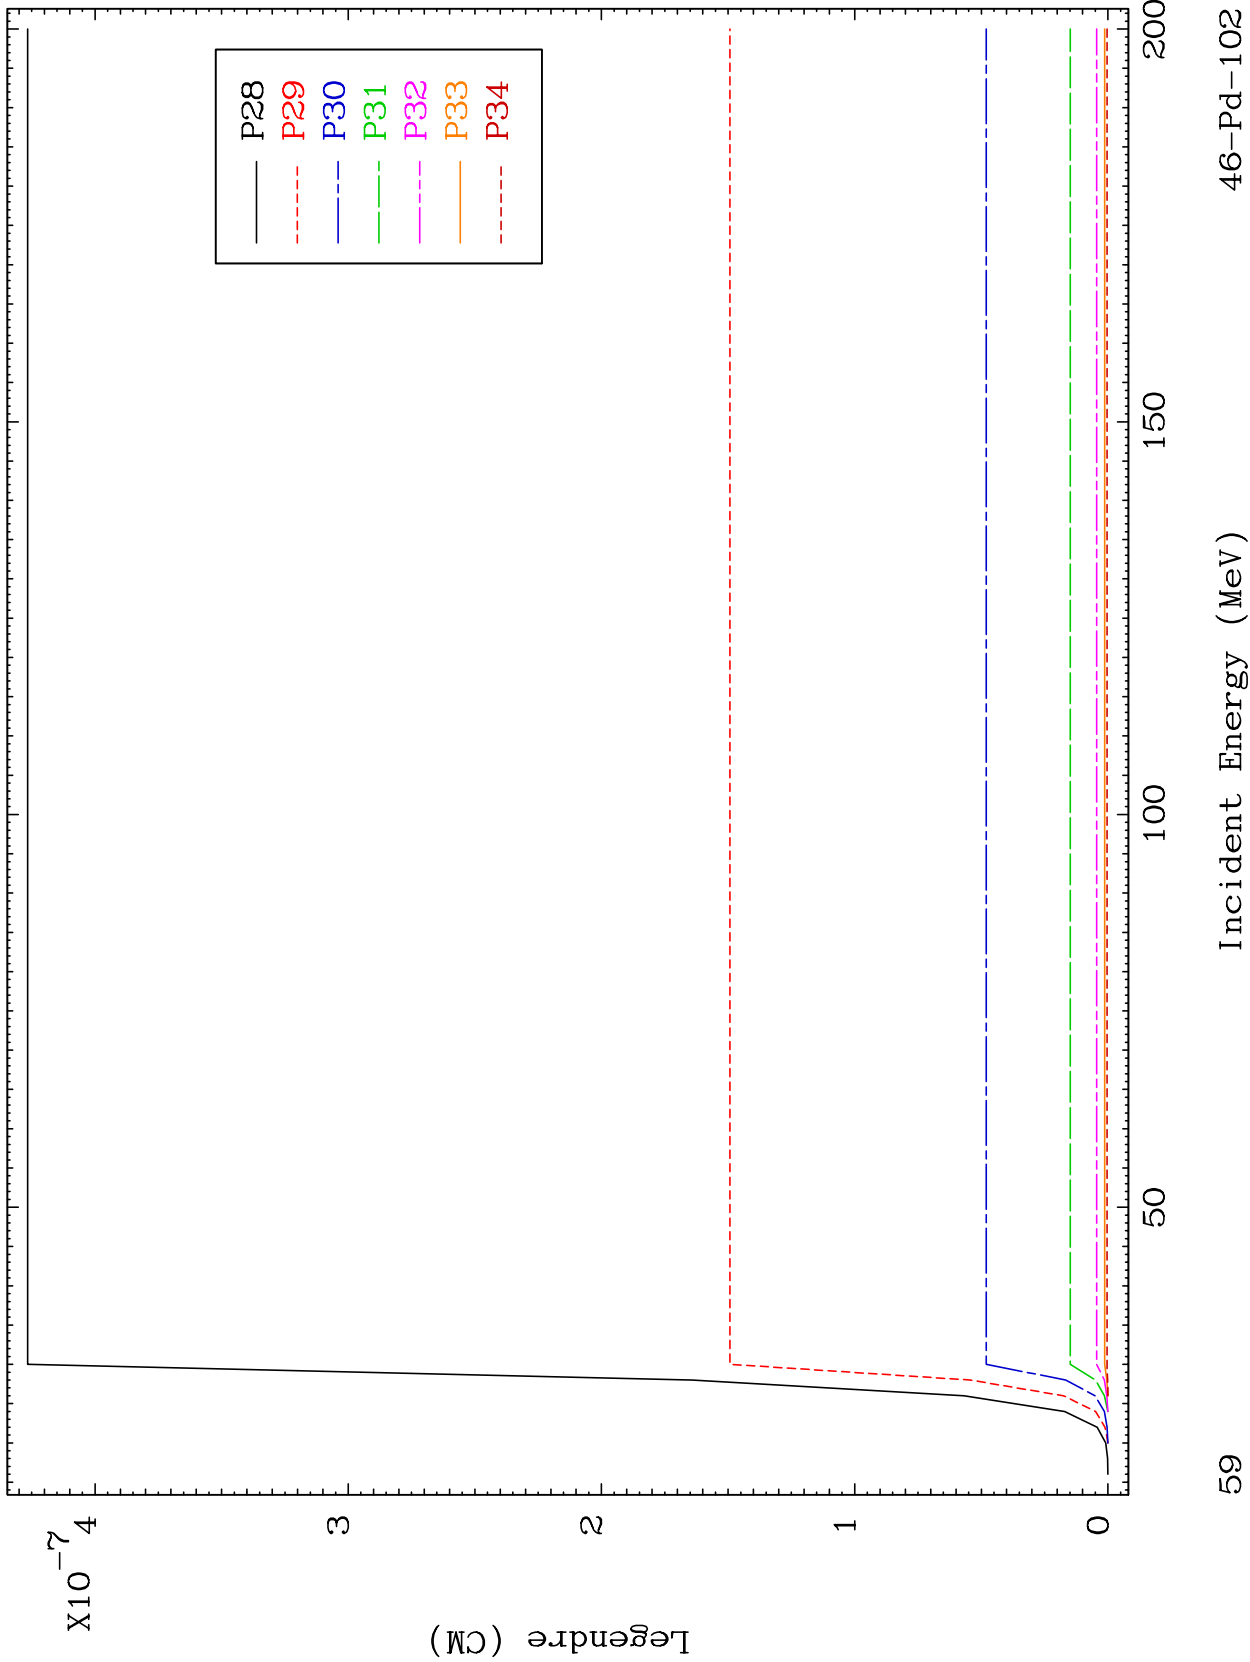 X10-7
4
3
2
1
0
Legendre (CM)
P28
P29
P30
P31
P32
P33
P34
50
100
150
200
Incident Energy (MeV)
59
46-Pd-102